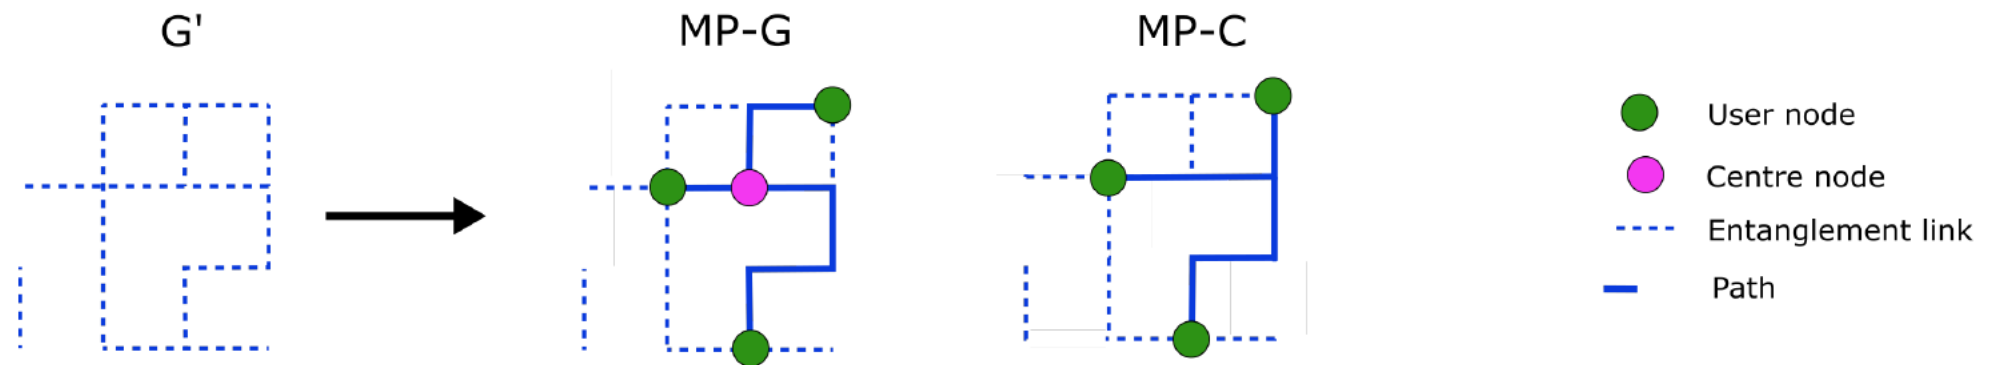 G'
MP-G
MP-C
User node
Centre node
Entanglement link
Path